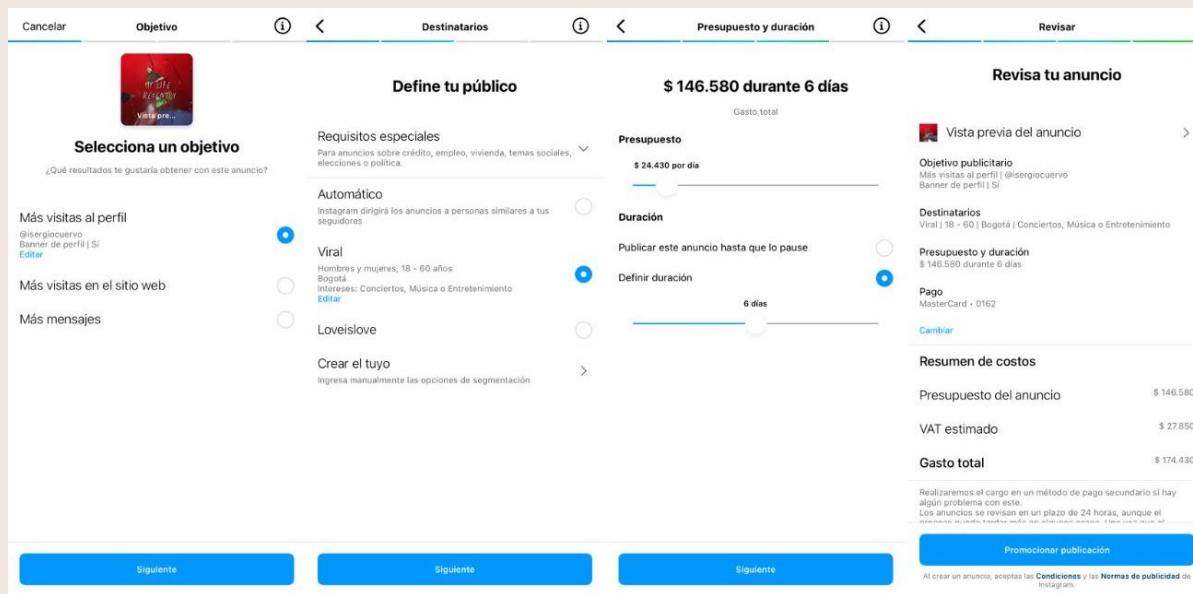 Cancelar
Objetivo
MY LIFE
Vista pre...
Selecciona un objetivo
¿Qué resultados te gustaría obtener con este anuncio?
Más visitas al perfil
@isergiocuervo
Banner de perfil | Sí
Editar
Más visitas en el sitio web
Más mensajes
Siguiente
Destinatarios
Define tu público
Requisitos especiales
Para anuncios sobre crédito, empleo, vivienda, temas sociales,
elecciones o política.
Automático
Instagram dirigirá los anuncios a personas similares a tus
seguidores
Viral
Hombres y mujeres, 18 - 60 años
Bogotá
Intereses: Conciertos, Música o Entretenimiento
Editar
Loveislove
Crear el tuyo
Ingresa manualmente las opciones de segmentación
Siguiente
Presupuesto y duración
$ 146.580 durante 6 días
Gasto total
Presupuesto
$ 24.430 por día
Duración
Publicar este anuncio hasta que lo pause
Definir duración
6 días
Siguiente
Revisar
Revisa tu anuncio
Vista previa del anuncio
Objetivo publicitario
Más visitas al perfil | @isergiocuervo
Banner de perfil | Sí
Destinatarios
Viral | 18 - 60 | Bogotá | Conciertos, Música o Entretenimiento
Presupuesto y duración
$ 146.580 durante 6 días
Pago
MasterCard • 0162
Cambiar
Resumen de costos
Presupuesto del anuncio $ 146.580
VAT estimado $ 27.850
Gasto total $ 174.430
Realizaremos el cargo en un método de pago secundario si hay
algún problema con este.
Los anuncios se revisan en un plazo de 24 horas, aunque el
Promocionar publicación
Al crear un anuncio, aceptas las Condiciones y las Normas de publicidad de
Instagram.